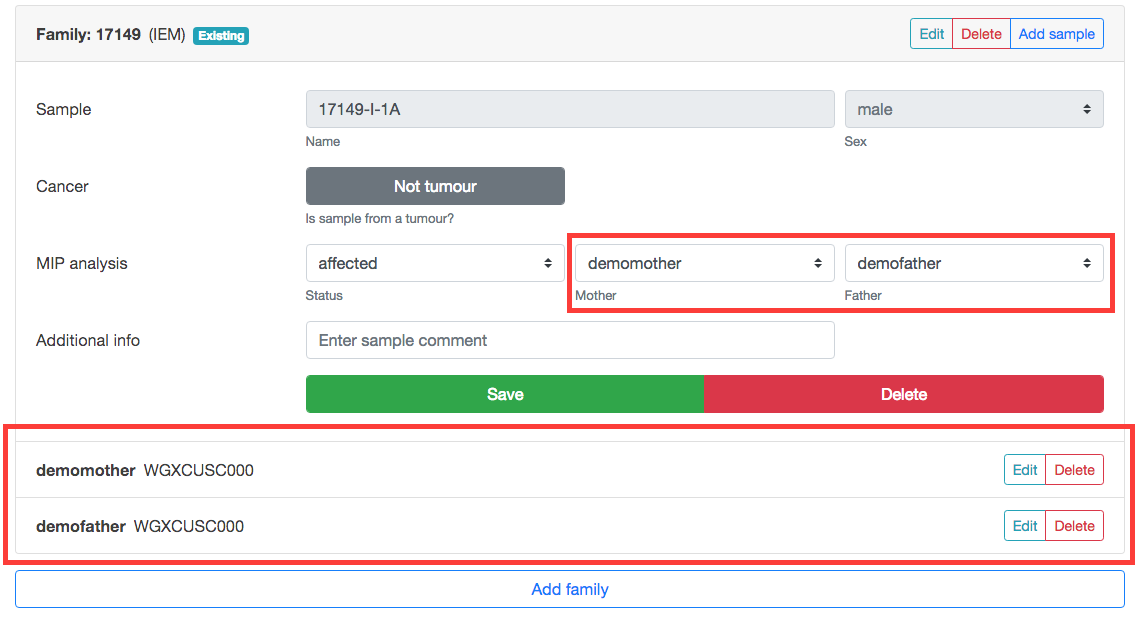 Family: 17149 (IEM) Existing Edit Delete Add sample
Sample 17149-I-1A male
Name Sex
Cancer Not tumour
Is sample from a tumour?
MIP analysis affected demomother demofather
Status Mother Father
Additional info Enter sample comment
Save Delete
demomother WGXCUSC000 Edit Delete
demofather WGXCUSC000 Edit Delete
Add family